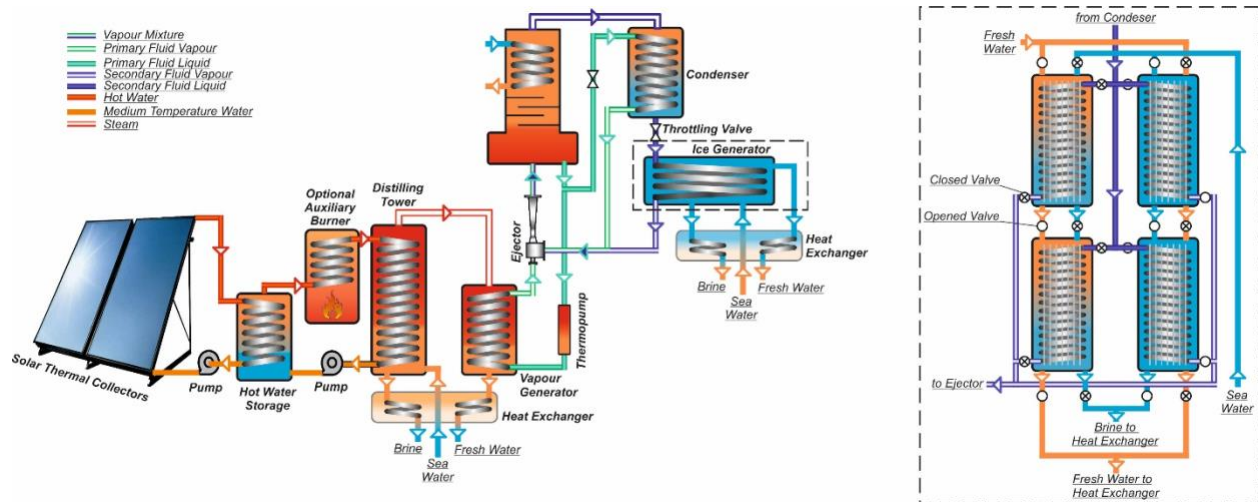 Vapour Mixture
Primary Fluid Vapour
Primary Fluid Liquid
Secondary Fluid Vapour
Secondary Fluid Liquid
Hot Water
Medium Temperature Water
Steam
Solar Thermal Collectors
Pump
Hot Water
Storage
Optional
Auxiliary
Burner
Pump
Distilling
Tower
Ejector
Vapour
Generator
Thermopump
Heat Exchanger
Brine
Sea
Water
Fresh Water
Condenser
Throttling Valve
Ice Generator
Heat
Exchanger
Brine
Sea
Water
Fresh Water
from Condeser
Fresh
Water
Closed Valve
Opened Valve
to Ejector
Sea
Water
Brine to
Heat Exchanger
Fresh Water to
Heat Exchanger